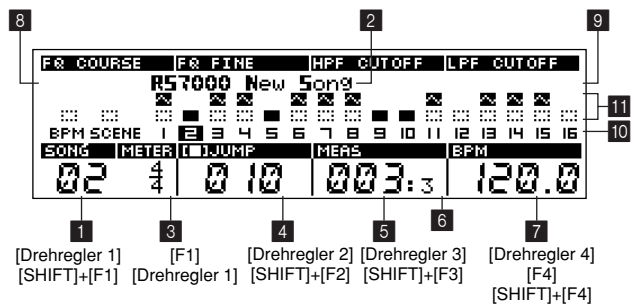 8 2 9
FQ COURSE FQ FINE HPF CUTOFF LPF CUTOFF
RS7000 New Song
11
BPM SCENE 1 2 3 4 5 6 7 8 9 10 11 12 13 14 15 16 10
SONG METER [■]JUMP MEAS BPM
02 4/4 010 003:3 120.0
1 3 4 5 6 7
[Drehregler 1] [F1] [Drehregler 2] [Drehregler 3] [Drehregler 4]
[SHIFT]+[F1] [Drehregler 1] [SHIFT]+[F2] [SHIFT]+[F3] [F4]
[SHIFT]+[F4]